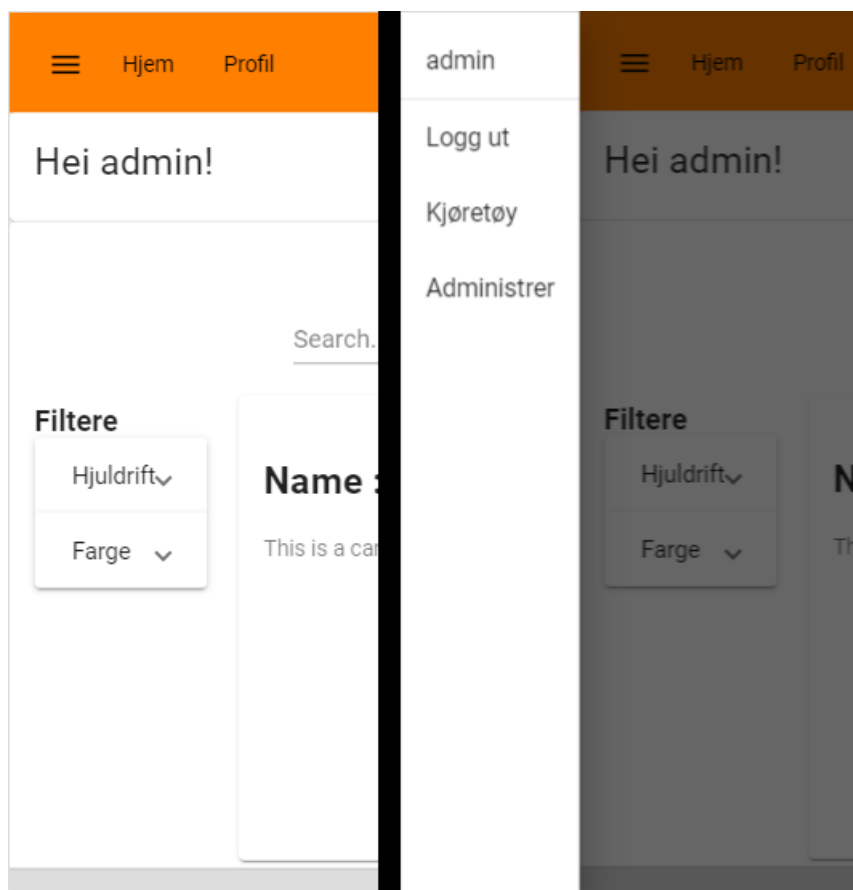 Hjem Profil
Hei admin!
Search.
Filtere
Hjuldrift
Name :
Farge
This is a car
admin
Logg ut
Kjøretøy
Administrer
Hjem Profil
Hei admin!
Filtere
Hjuldrift
N
Farge
Th